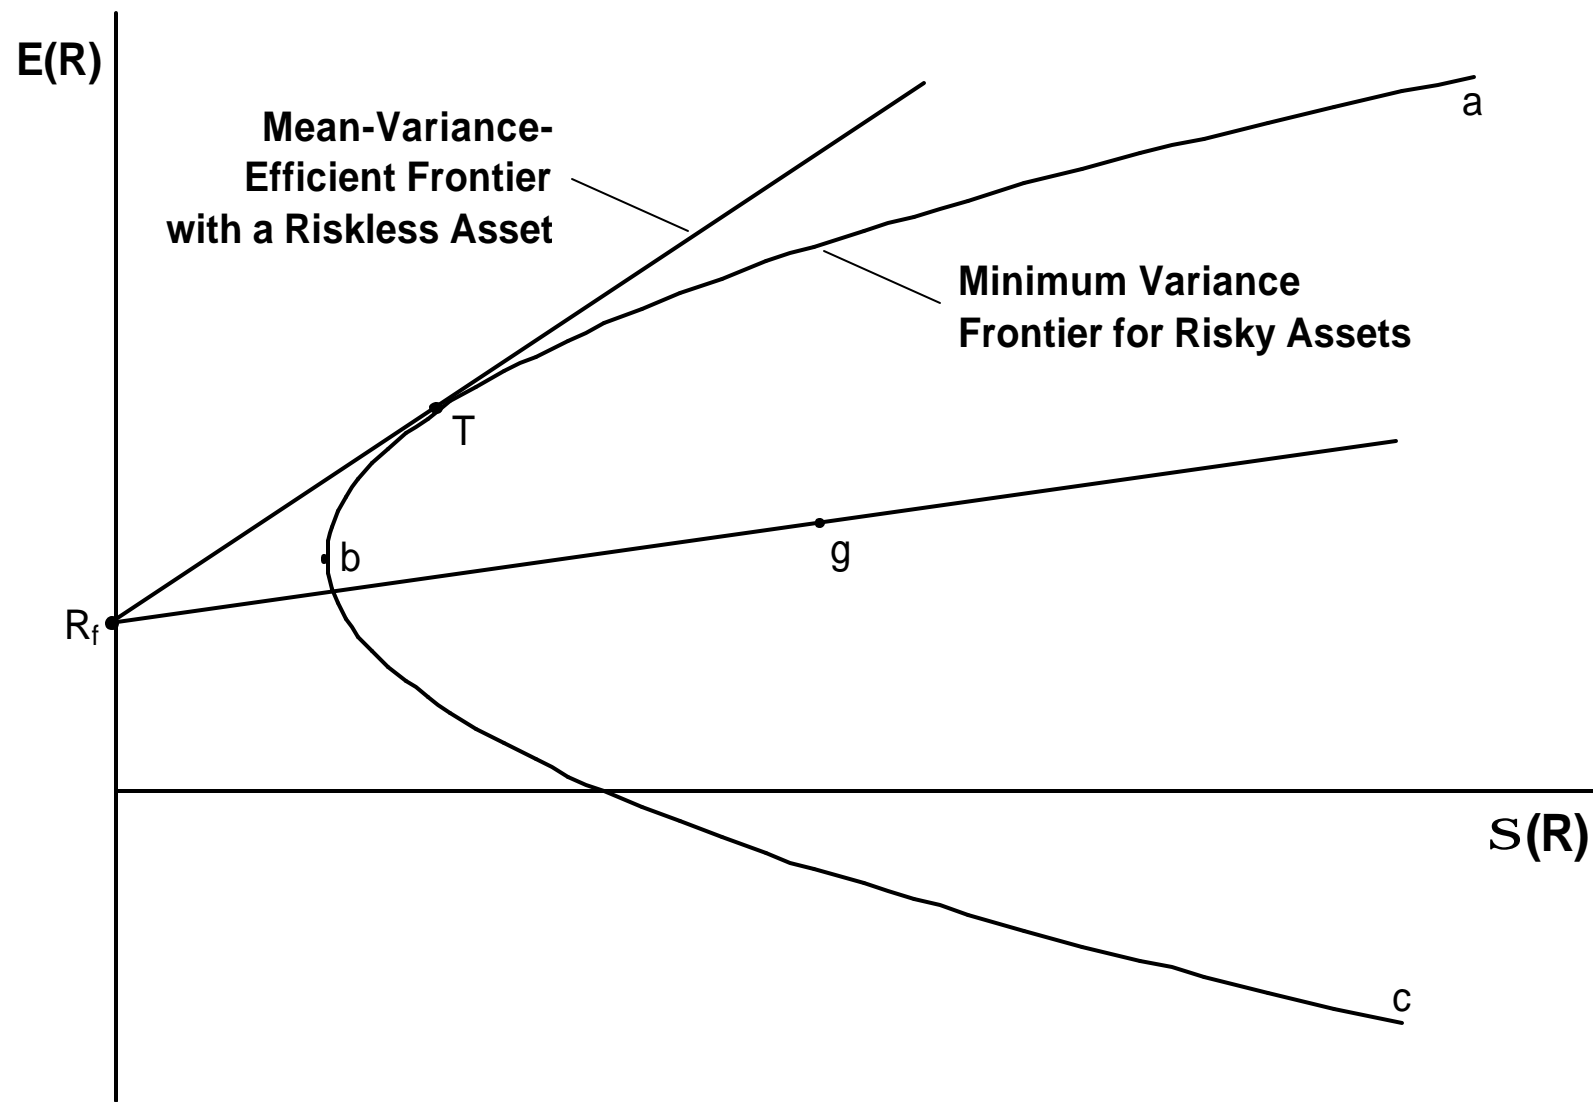 E(R)
Mean-Variance-
Efficient Frontier
with a Riskless Asset
a
Minimum Variance
Frontier for Risky Assets
T
b
g
Rf
s(R)
c